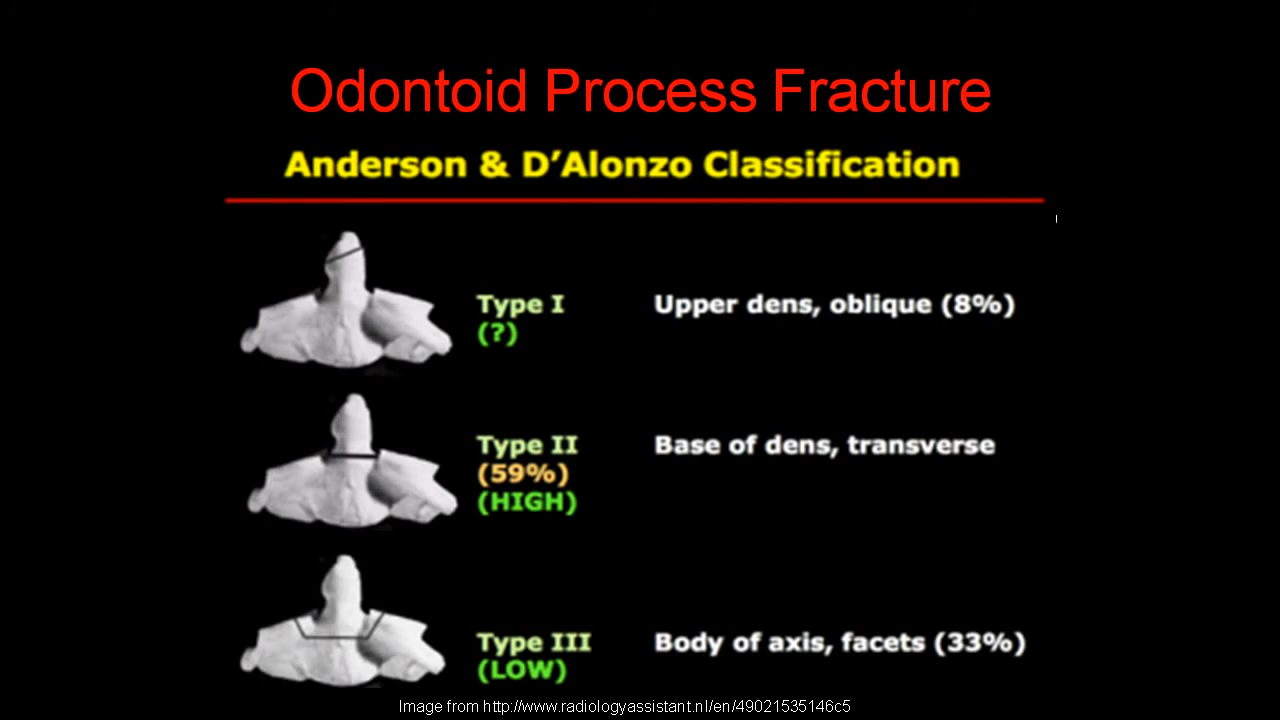 Odontoid Process Fracture
Anderson & D'Alonzo Classification
Type I Upper dens, oblique (8%)
(?)
Type II Base of dens, transverse
(59%)
(HIGH)
Type III Body of axis, facets (33%)
(LOW)
Image from http://www.radiologyassistant.nl/en/49021535146c5